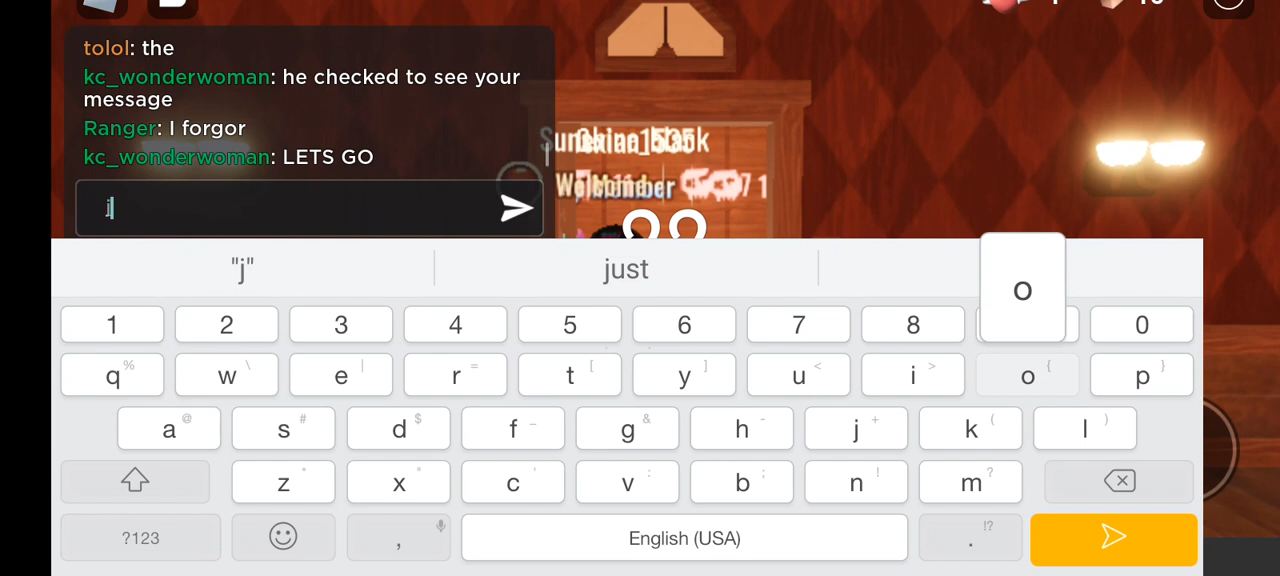 tolol: the
kc_wonderwoman: he checked to see your
message
Ranger: I forgor
kc_wonderwoman: LETS GO
j
"j" just
o
1 2 3 4 5 6 7 8 0
q % w \ e | r = t [ y ] u < i > o { p }
a @ s # d $ f _ g & h - j + k ( l )
z * x " c ' v : b ; n ! m ?
?123 , English (USA) . !?